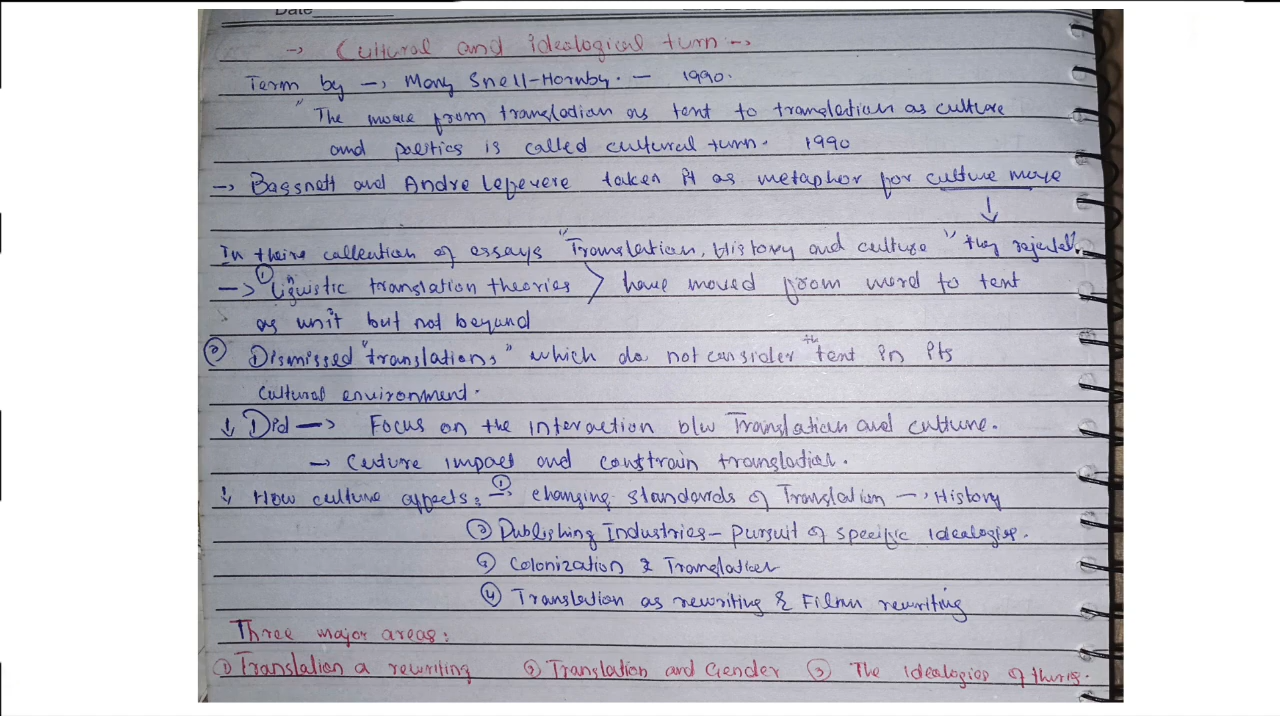 Date
→ Cultural and ideological turn →
Term by → Mary Snell-Hornby. — 1990.
"The move from translation as text to translation as culture
and politics is called cultural turn. 1990
→ Bassnett and Andre Lefevere taken it as metaphor for culture move
↓
In theire collection of essays "Translation, History and culture" they rejected.
→ ① Liguistic translation theories } have moved from word to text
as unit but not beyond
② Dismissed "translations" which do not consider the text in its
cultural environment.
↓ Did → Focus on the interaction b/w Translation and culture.
→ Culture impact and constrain translation.
↓ How culture affects: ① → changing standards of Translation → History
② Publishing Industries – pursuit of specific idealogies.
③ Colonization & Translation
④ Translation as rewriting & Film rewriting
Three major areas:
① Translation a rewriting ② Translation and Gender ③ The idealogies of